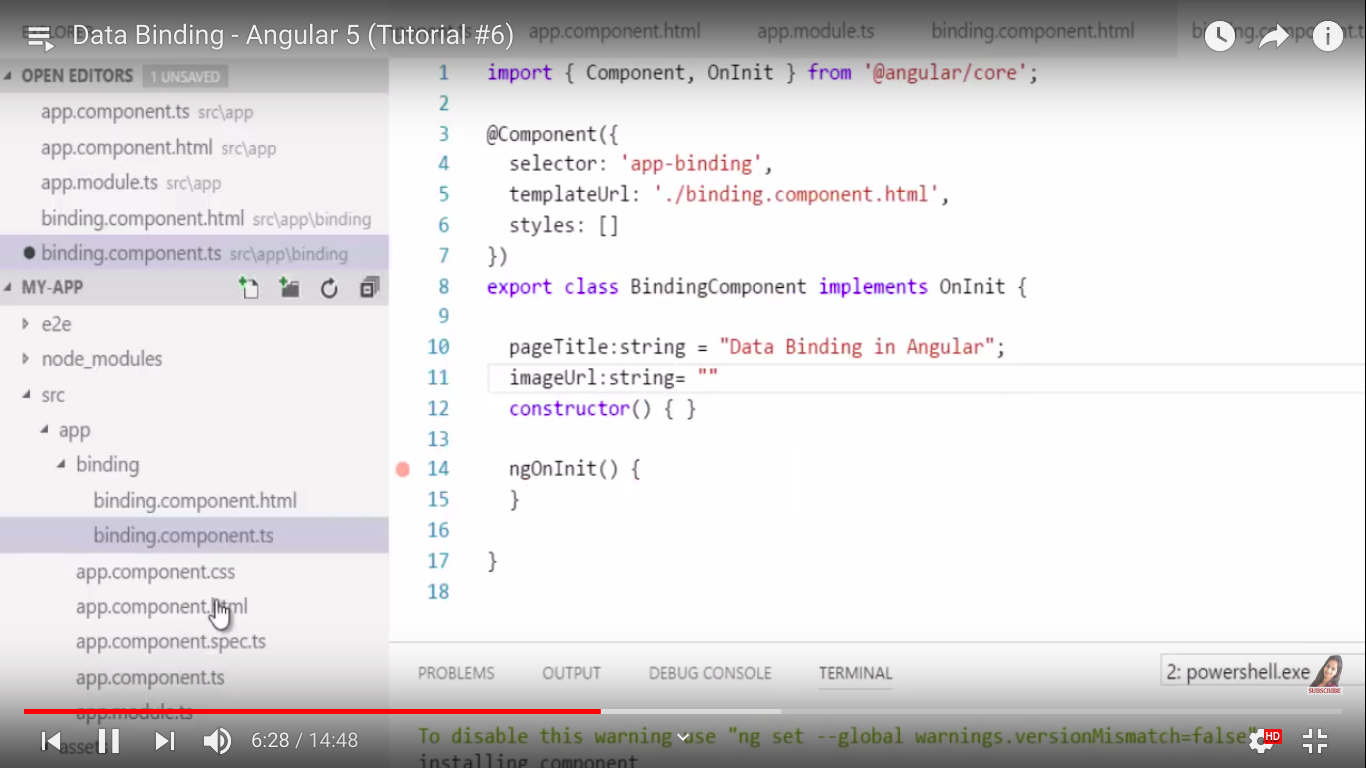 Data Binding - Angular 5 (Tutorial #6)
app.component.html
app.module.ts
binding.component.html
OPEN EDITORS 1 UNSAVED
app.component.ts src\app
app.component.html src\app
app.module.ts src\app
binding.component.html src\app\binding
binding.component.ts src\app\binding
MY-APP
e2e
node_modules
src
app
binding
binding.component.html
binding.component.ts
app.component.css
app.component.html
app.component.spec.ts
app.component.ts
app.module.ts
assets
1 import { Component, OnInit } from '@angular/core';
2
3 @Component({
4 selector: 'app-binding',
5 templateUrl: './binding.component.html',
6 styles: []
7 })
8 export class BindingComponent implements OnInit {
9
10 pageTitle:string = "Data Binding in Angular";
11 imageUrl:string= ""
12 constructor() { }
13
14 ngOnInit() {
15 }
16
17 }
18
PROBLEMS OUTPUT DEBUG CONSOLE TERMINAL 2: powershell.exe
SUBSCRIBE
To disable this warning use "ng set --global warnings.versionMismatch=false"
installing component
6:28 / 14:48
HD